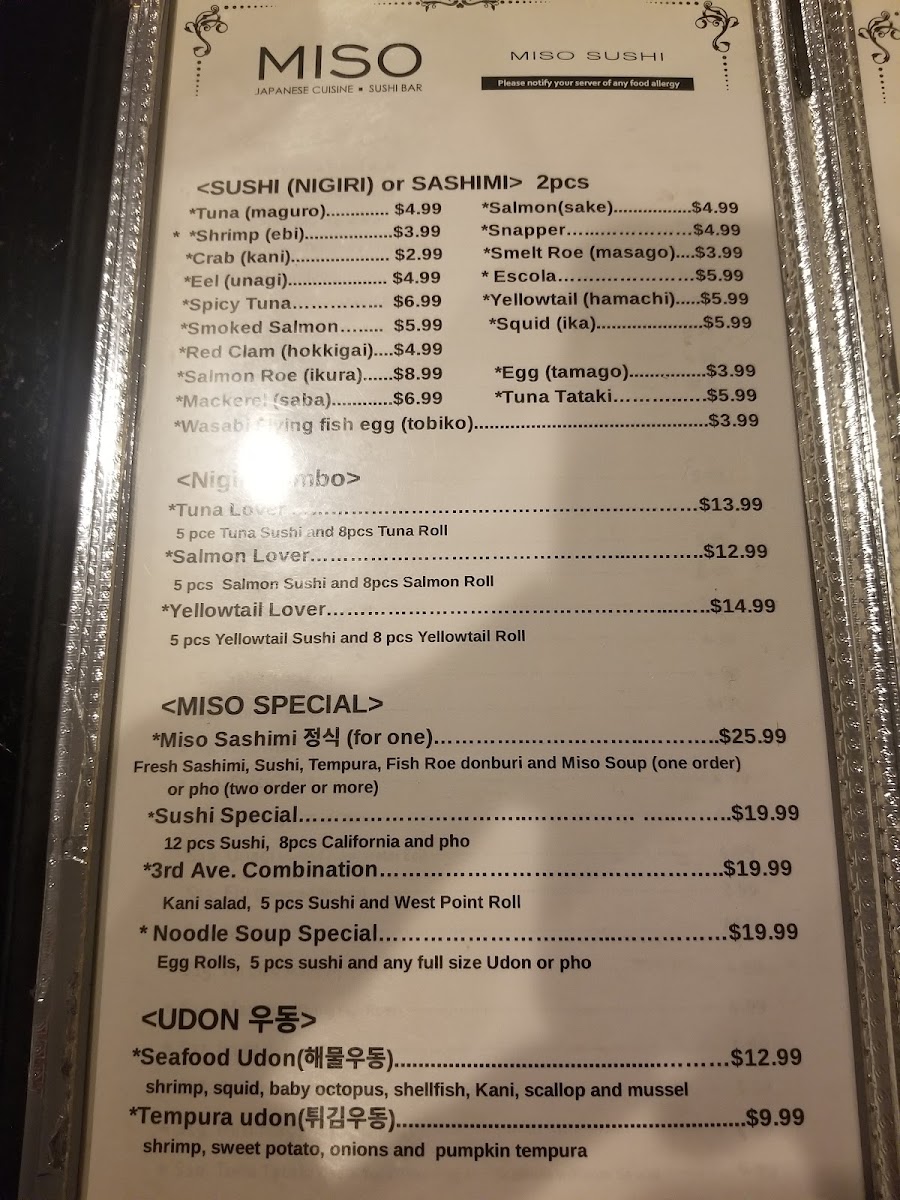 MISO
JAPANESE CUISINE ▪ SUSHI BAR
MISO SUSHI
Please notify your server of any food allergy
<SUSHI (NIGIRI) or SASHIMI> 2pcs
*Tuna (maguro)............. $4.99 *Salmon(sake)................$4.99
* *Shrimp (ebi)..................$3.99 *Snapper……………………$4.99
*Crab (kani).................... $2.99 *Smelt Roe (masago)....$3.99
*Eel (unagi)...................... $4.99 * Escola……………………$5.99
*Spicy Tuna………….. $6.99 *Yellowtail (hamachi).....$5.99
*Smoked Salmon…….. $5.99 *Squid (ika)......................$5.99
*Red Clam (hokkigai)....$4.99
*Salmon Roe (ikura)......$8.99 *Egg (tamago)................$3.99
*Mackerel (saba)............$6.99 *Tuna Tataki……………..$5.99
*Wasabi flying fish egg (tobiko)................................................$3.99
<Nigi mbo>
*Tuna Lover……………………………………………………$13.99
5 pce Tuna Sushi and 8pcs Tuna Roll
*Salmon Lover…………………………………………………$12.99
5 pcs Salmon Sushi and 8pcs Salmon Roll
*Yellowtail Lover………………………………………………$14.99
5 pcs Yellowtail Sushi and 8 pcs Yellowtail Roll
<MISO SPECIAL>
*Miso Sashimi 정식 (for one)…………………………………..$25.99
Fresh Sashimi, Sushi, Tempura, Fish Roe donburi and Miso Soup (one order)
or pho (two order or more)
*Sushi Special……………………………………… ……………$19.99
12 pcs Sushi, 8pcs California and pho
*3rd Ave. Combination…………………………………………..$19.99
Kani salad, 5 pcs Sushi and West Point Roll
* Noodle Soup Special……………………………………………$19.99
Egg Rolls, 5 pcs sushi and any full size Udon or pho
<UDON 우동>
*Seafood Udon(해물우동)......................................................$12.99
shrimp, squid, baby octopus, shellfish, Kani, scallop and mussel
*Tempura udon(튀김우동)........................................................$9.99
shrimp, sweet potato, onions and pumpkin tempura